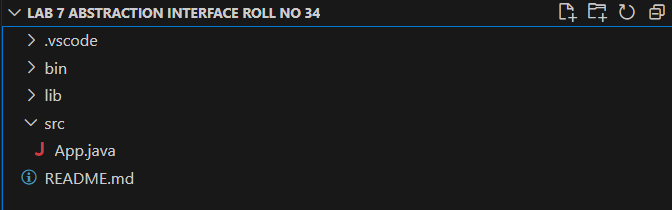 LAB 7 ABSTRACTION INTERFACE ROLL NO 34
.vscode
bin
lib
src
J App.java
README.md